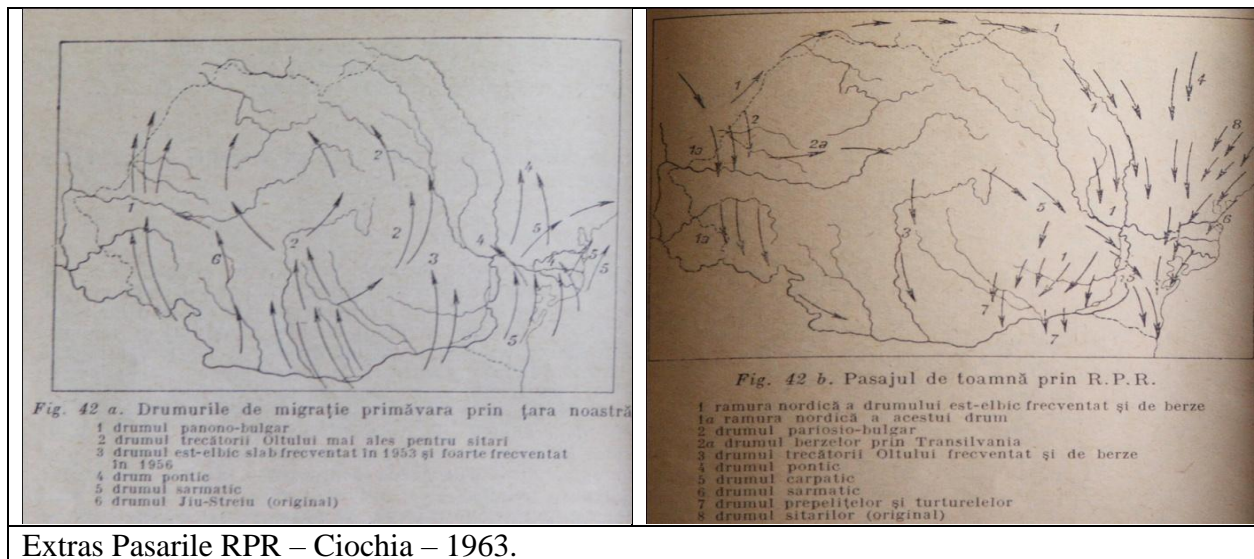 Fig. 42 a. Drumurile de migrație primăvara prin țara noastră
1 drumul panono-bulgar
2 drumul trecătorii Oltului mai ales pentru sitari
3 drumul est-elbic slab frecventat în 1953 și foarte frecventat
în 1956
4 drum pontic
5 drumul sarmatic
6 drumul Jiu-Streiu (original)
Fig. 42 b. Pasajul de toamnă prin R.P.R.
1 ramura nordică a drumului est-elbic frecventat și de berze
1a ramura nordică a acestui drum
2 drumul -bulgar
2a drumul berzelor prin Transilvania
3 drumul trecătorii Oltului frecventat și de berze
4 drumul pontic
5 drumul carpatic
6 drumul sarmatic
7 drumul prepelițelor și turturelelor
8 drumul sitarilor (original)
Extras Pasarile RPR – Ciochia – 1963.